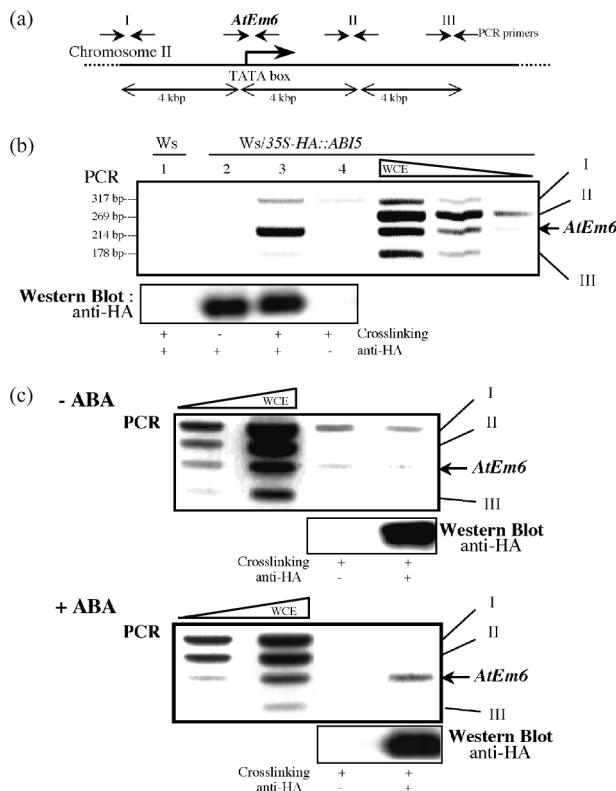 (a)
I AtEm6 II III
PCR primers
Chromosome II
TATA box
4 kbp 4 kbp 4 kbp
(b)
Ws Ws/35S-HA::ABI5
PCR 1 2 3 4 WCE I
317 bp--
II
269 bp--
214 bp--
AtEm6
178 bp--
III
Western Blot :
anti-HA
+ - + + Crosslinking
+ + + - anti-HA
(c)
- ABA
WCE
PCR
I
II
AtEm6
III
Western Blot
anti-HA
Crosslinking + +
anti-HA - +
+ ABA
WCE
PCR
I
II
AtEm6
III
Western Blot
anti-HA
Crosslinking + +
anti-HA - +